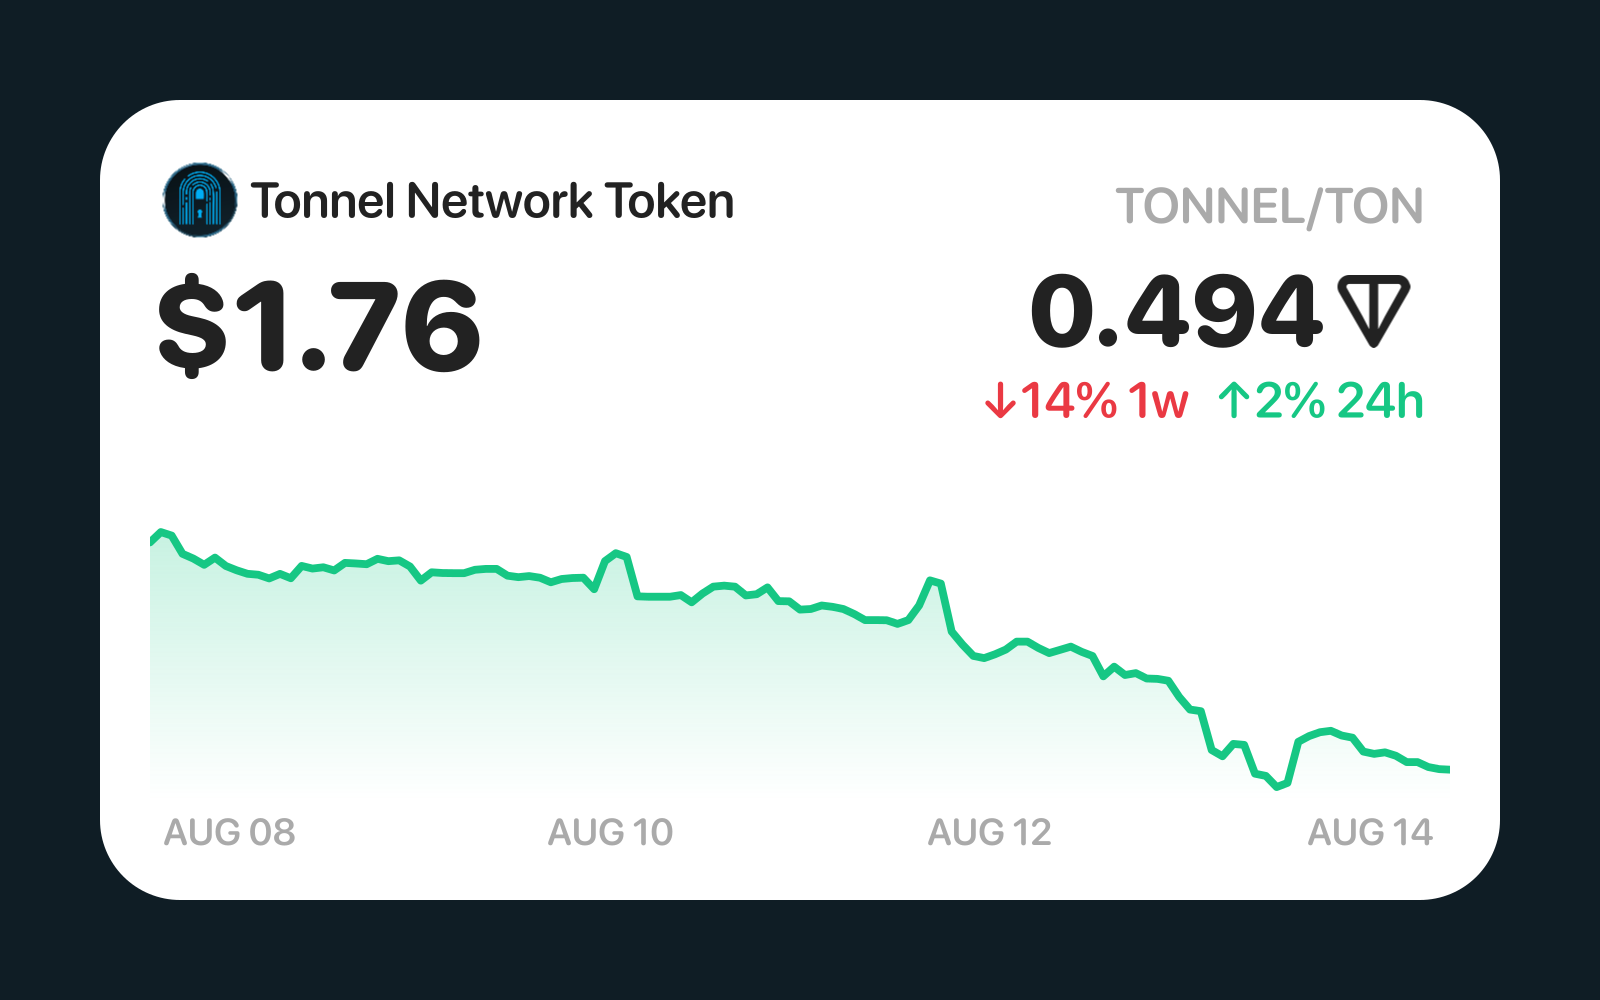 Tonnel Network Token
TONNEL/TON
$1.76
0.494
↓14% 1w ↑2% 24h
AUG 08 AUG 10 AUG 12 AUG 14